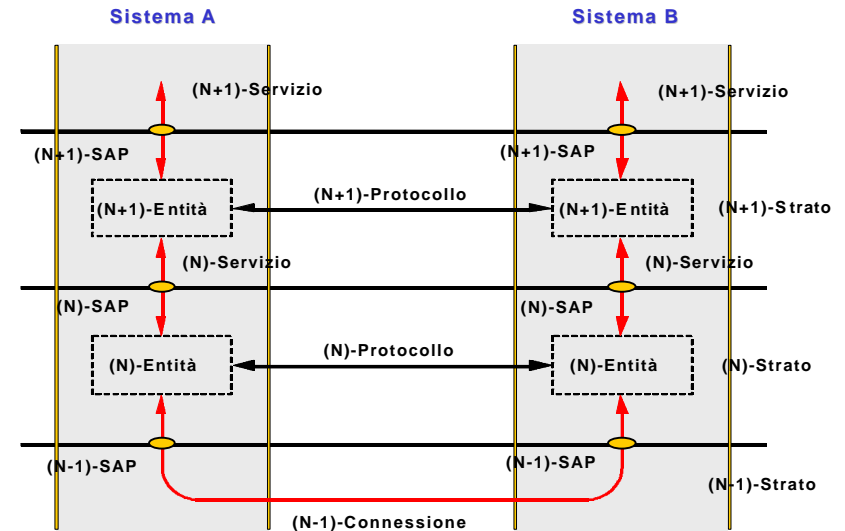 Sistema A
Sistema B
(N+1)-Servizio
(N+1)-Servizio
(N+1)-SAP
(N+1)-SAP
(N+1)-Protocollo
(N+1)-Entità
(N+1)-Entità
(N+1)-Strato
(N)-Servizio
(N)-Servizio
(N)-SAP
(N)-SAP
(N)-Protocollo
(N)-Entità
(N)-Entità
(N)-Strato
(N-1)-SAP
(N-1)-SAP
(N-1)-Strato
(N-1)-Connessione